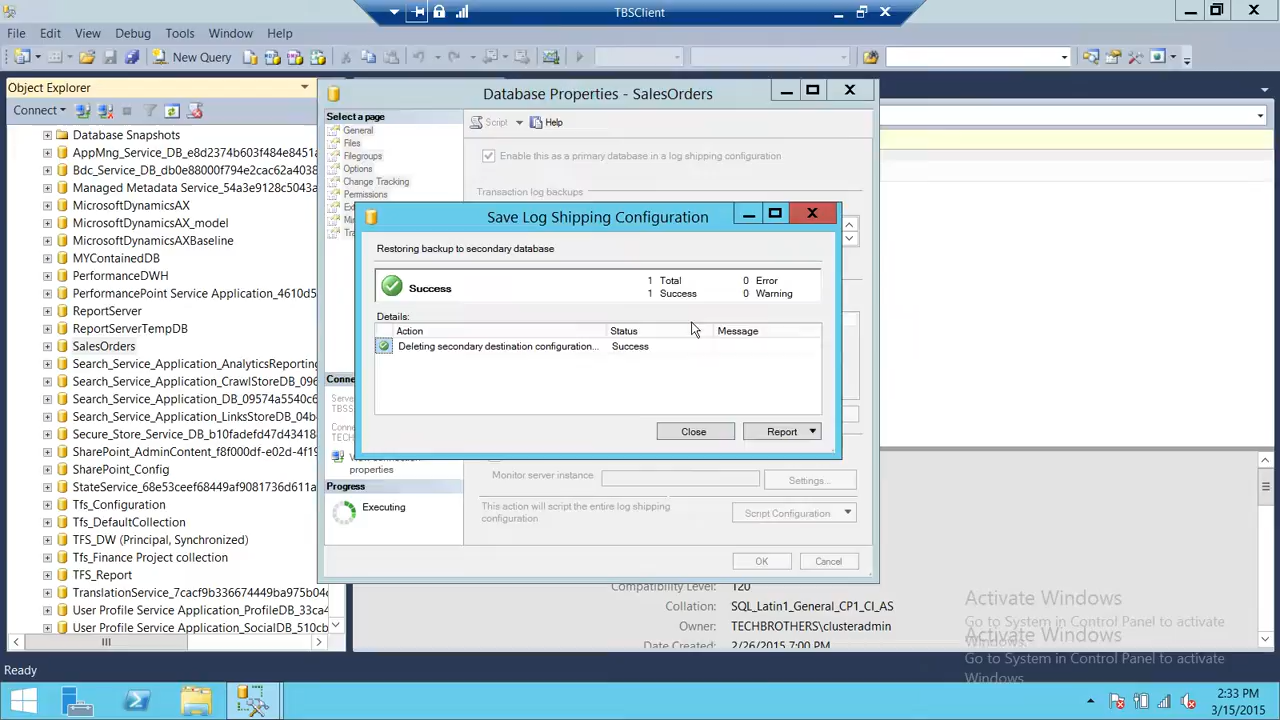 TBSClient
File Edit View Debug Tools Window Help
New Query
Object Explorer
Connect
Database Snapshots
AppMng_Service_DB_e8d2374b603f484e8451a
Bdc_Service_DB_db0e88000f794e2cac62a4038
Managed Metadata Service_54a3e9128c5043a
MicrosoftDynamicsAX
MicrosoftDynamicsAX_model
MicrosoftDynamicsAXBaseline
MYContainedDB
PerformanceDWH
PerformancePoint Service Application_4610d5
ReportServer
ReportServerTempDB
SalesOrders
Search_Service_Application_AnalyticsReporting
Search_Service_Application_CrawlStoreDB_096
Search_Service_Application_DB_09574a5540c6
Search_Service_Application_LinksStoreDB_04b
Secure_Store_Service_DB_b10fadefd47d43418
SharePoint_AdminContent_f8f000df-e02d-4f19
SharePoint_Config
StateService_68e53ceef68449af9081736d611a
Tfs_Configuration
Tfs_DefaultCollection
TFS_DW (Principal, Synchronized)
Tfs_Finance Project collection
TFS_Report
TranslationService_7cacf9b336674944ba975b
User Profile Service Application_ProfileDB_33ca4
User Profile Service Application_SocialDB_510cb
Database Properties - SalesOrders
Select a page
General
Files
Filegroups
Options
Change Tracking
Permissions
Script Help
Enable this as a primary database in a log shipping configuration
Transaction log backups
Save Log Shipping Configuration
Restoring backup to secondary database
Success
1 Total 0 Error
1 Success 0 Warning
Details:
Action Status Message
Deleting secondary destination configuration... Success
Close Report
properties
Progress
Executing
Monitor server instance:
Settings...
This action will script the entire log shipping
configuration
Script Configuration
OK Cancel
Compatibility Level: 120
Collation: SQL_Latin1_General_CP1_CI_AS
Owner: TECHBROTHERS\clusteradmin
Date Created: 2/26/2015 7:00 PM
Activate Windows
Go to System in Control Panel to activate
Windows.
Activate Windows
Go to System in Control Panel to activate
Windows.
Ready
2:33 PM
3/15/2015